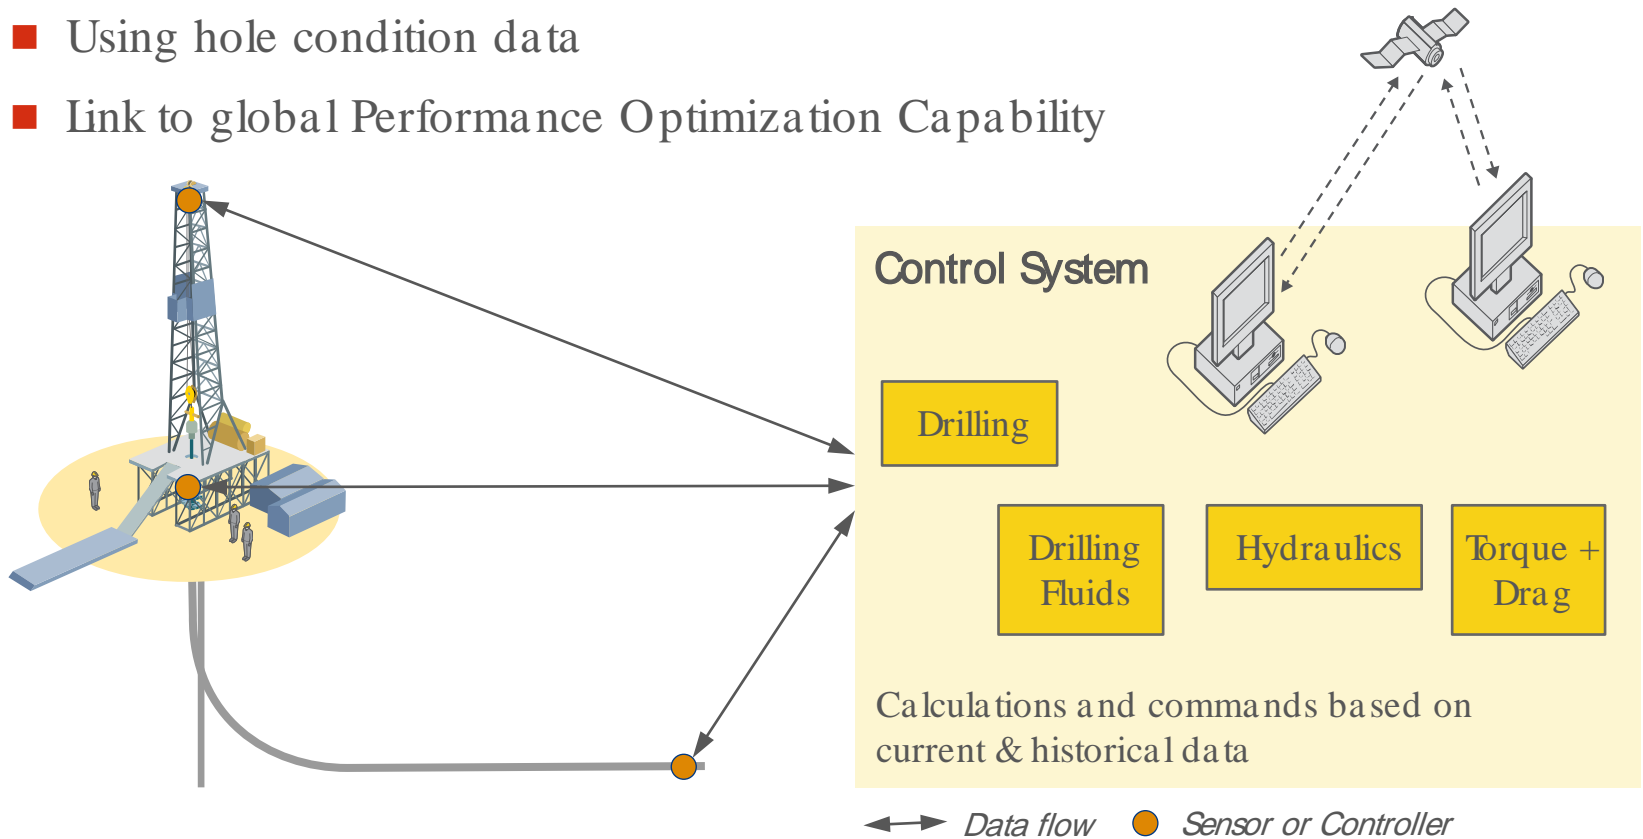 Using hole condition data
Link to global Performance Optimization Capability
Control System
Drilling
Drilling
Fluids
Hydraulics
Torque +
Drag
Calculations and commands based on
current & historical data
Data flow
Sensor or Controller